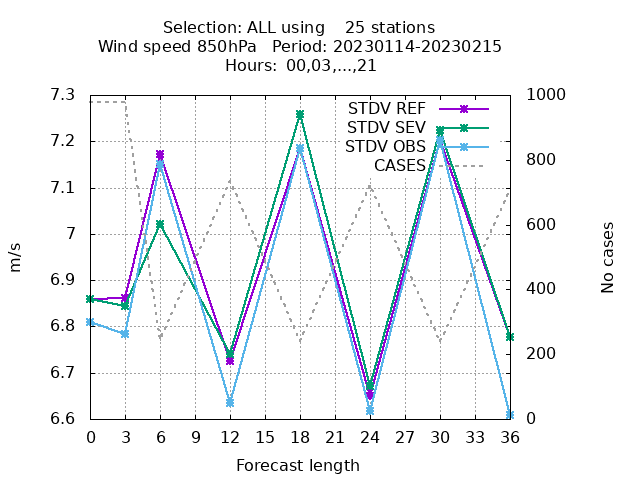 Selection: ALL using    25 stations
Wind speed 850hPa   Period: 20230114-20230215
Hours: 00,03,...,21
7.3
7.2
7.1
7
6.9
6.8
6.7
6.6
m/s
STDV REF
STDV SEV
STDV OBS
CASES
1000
800
600
400
200
0
No cases
0 3 6 9 12 15 18 21 24 27 30 33 36
Forecast length